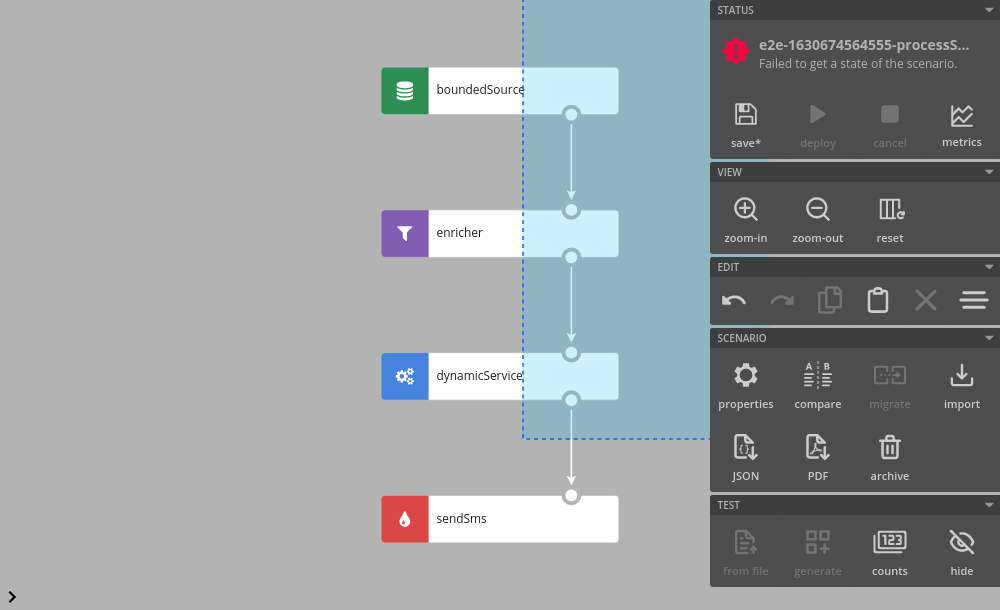 boundedSource
enricher
dynamicService
sendSms
STATUS
e2e-1630674564555-processS...
Failed to get a state of the scenario.
save* deploy cancel metrics
VIEW
zoom-in zoom-out reset
EDIT
SCENARIO
A B
properties compare migrate import
{}
JSON PDF archive
TEST
123
from file generate counts hide